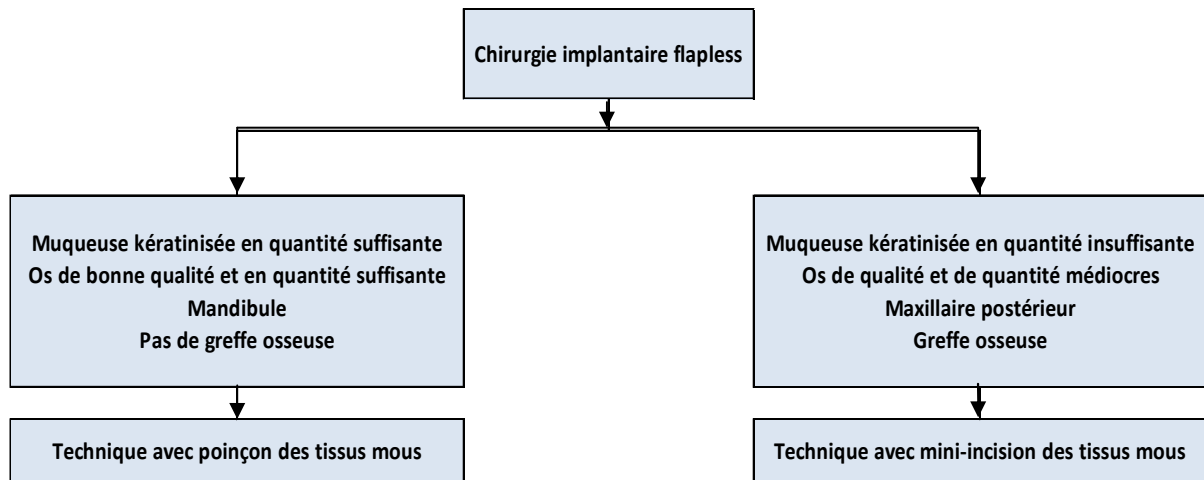 Chirurgie implantaire flapless
Muqueuse kératinisée en quantité suffisante
Os de bonne qualité et en quantité suffisante
Mandibule
Pas de greffe osseuse
Technique avec poinçon des tissus mous
Muqueuse kératinisée en quantité insuffisante
Os de qualité et de quantité médiocres
Maxillaire postérieur
Greffe osseuse
Technique avec mini-incision des tissus mous